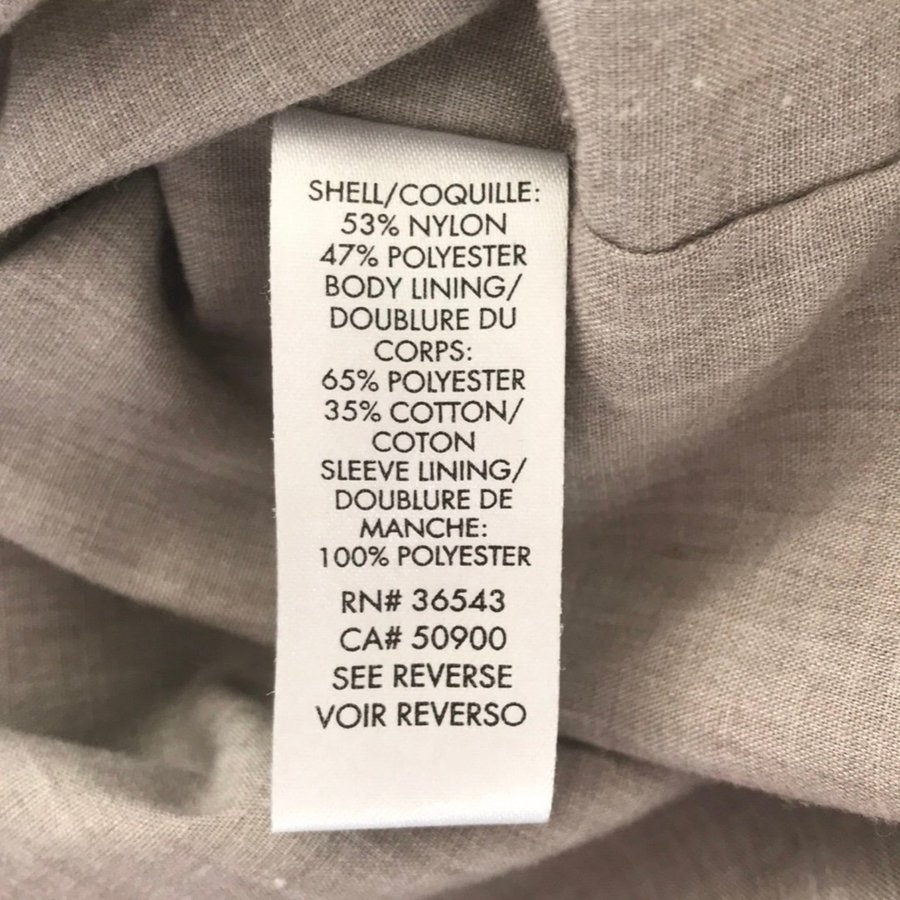 SHELL/COQUILLE:
53% NYLON
47% POLYESTER
BODY LINING/
DOUBLURE DU
CORPS:
65% POLYESTER
35% COTTON/
COTON
SLEEVE LINING/
DOUBLURE DE
MANCHE:
100% POLYESTER
RN# 36543
CA# 50900
SEE REVERSE
VOIR REVERSO